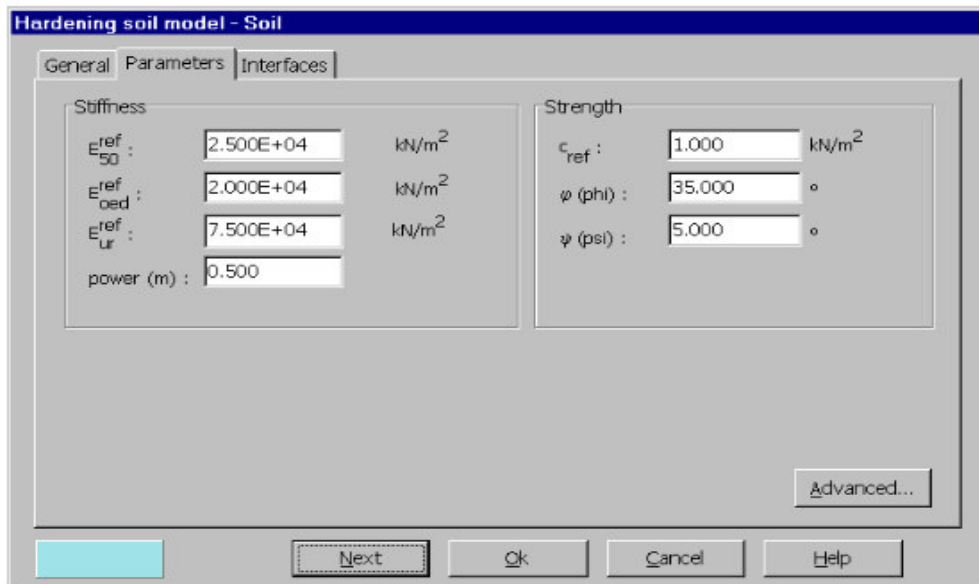 Hardening soil model - Soil
General Parameters Interfaces
Stiffness
E50ref : 2.500E+04 kN/m2
Eoedref : 2.000E+04 kN/m2
Eurref : 7.500E+04 kN/m2
power (m) : 0.500
Strength
cref : 1.000 kN/m2
φ (phi) : 35.000 °
ψ (psi) : 5.000 °
Advanced...
Next Ok Cancel Help